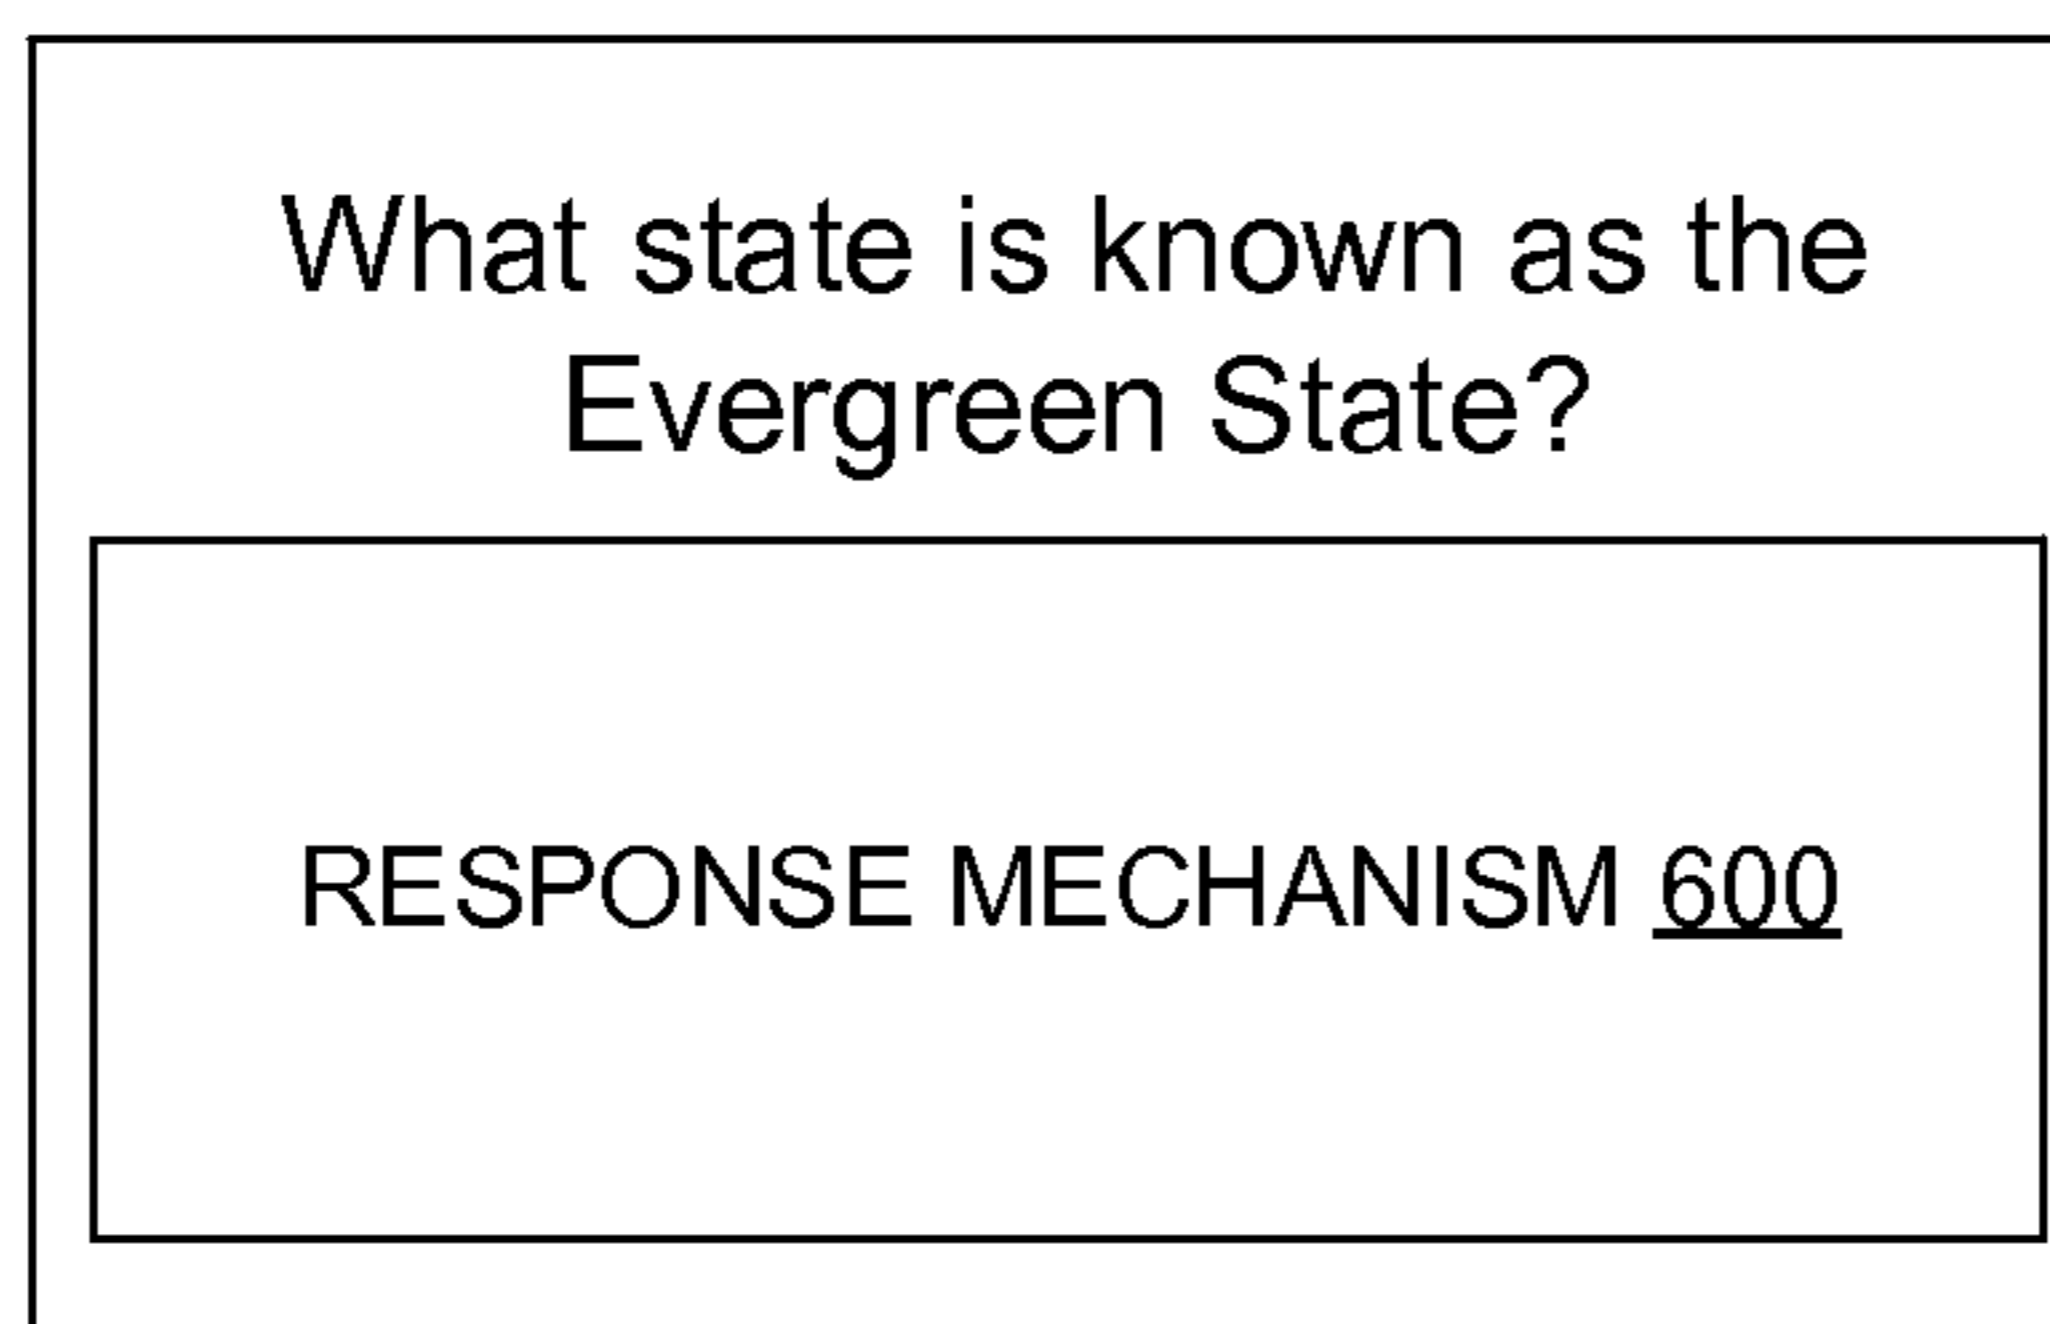 What state is known as the
Evergreen State?
RESPONSE MECHANISM 600